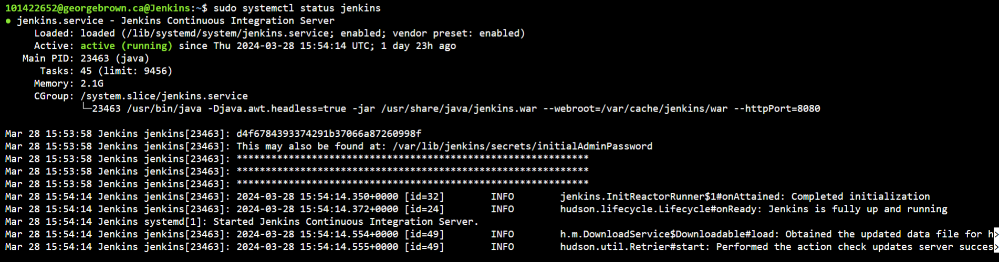 101422652@georgebrown.ca@Jenkins:~$ sudo systemctl status jenkins
● jenkins.service - Jenkins Continuous Integration Server
Loaded: loaded (/lib/systemd/system/jenkins.service; enabled; vendor preset: enabled)
Active: active (running) since Thu 2024-03-28 15:54:14 UTC; 1 day 23h ago
Main PID: 23463 (java)
Tasks: 45 (limit: 9456)
Memory: 2.1G
CGroup: /system.slice/jenkins.service
└─23463 /usr/bin/java -Djava.awt.headless=true -jar /usr/share/java/jenkins.war --webroot=/var/cache/jenkins/war --httpPort=8080
Mar 28 15:53:58 Jenkins jenkins[23463]: d4f6784393374291b37066a87260998f
Mar 28 15:53:58 Jenkins jenkins[23463]: This may also be found at: /var/lib/jenkins/secrets/initialAdminPassword
Mar 28 15:53:58 Jenkins jenkins[23463]: *************************************************************
Mar 28 15:53:58 Jenkins jenkins[23463]: *************************************************************
Mar 28 15:53:58 Jenkins jenkins[23463]: *************************************************************
Mar 28 15:54:14 Jenkins jenkins[23463]: 2024-03-28 15:54:14.350+0000 [id=32] INFO jenkins.InitReactorRunner$1#onAttained: Completed initialization
Mar 28 15:54:14 Jenkins jenkins[23463]: 2024-03-28 15:54:14.372+0000 [id=24] INFO hudson.lifecycle.Lifecycle#onReady: Jenkins is fully up and running
Mar 28 15:54:14 Jenkins systemd[1]: Started Jenkins Continuous Integration Server.
Mar 28 15:54:14 Jenkins jenkins[23463]: 2024-03-28 15:54:14.554+0000 [id=49] INFO h.m.DownloadService$Downloadable#load: Obtained the updated data file for h>
Mar 28 15:54:14 Jenkins jenkins[23463]: 2024-03-28 15:54:14.555+0000 [id=49] INFO hudson.util.Retrier#start: Performed the action check updates server succes>